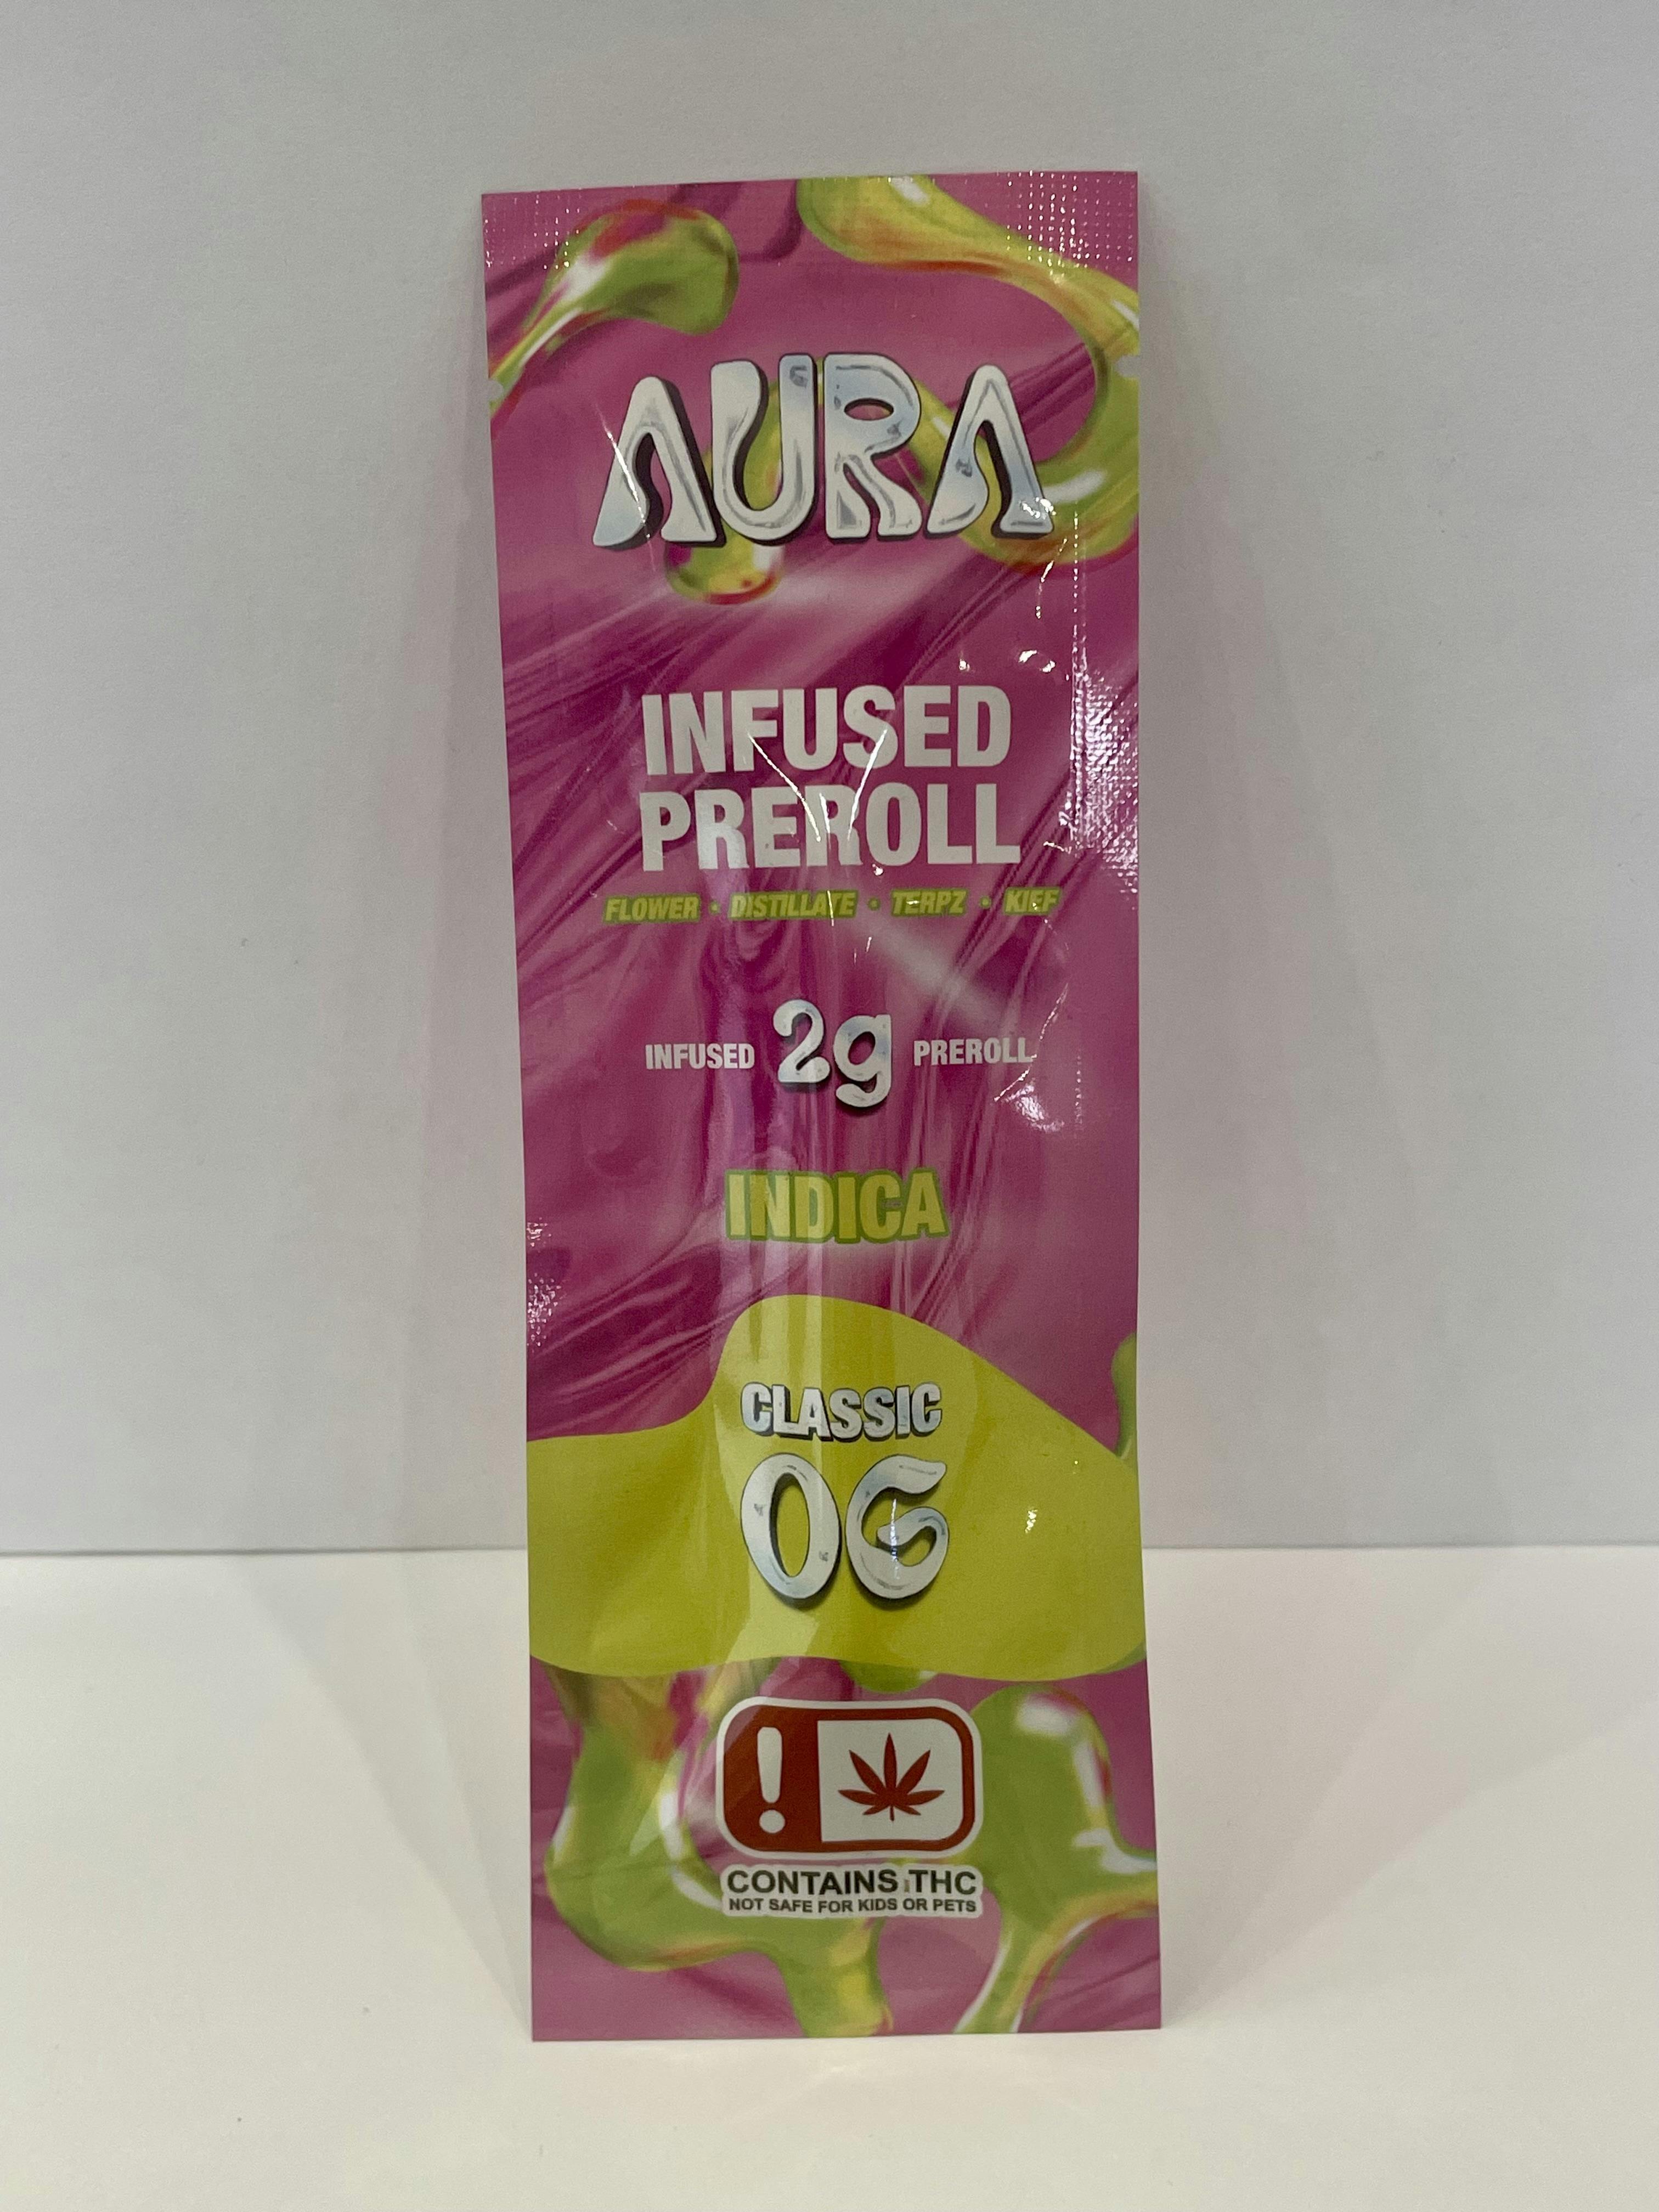 AURA
INFUSED
PREROLL
FLOWER • DISTILLATE • TERPZ • KIEF
INFUSED 2g PREROLL
INDICA
CLASSIC
OG
!
CONTAINS THC
NOT SAFE FOR KIDS OR PETS